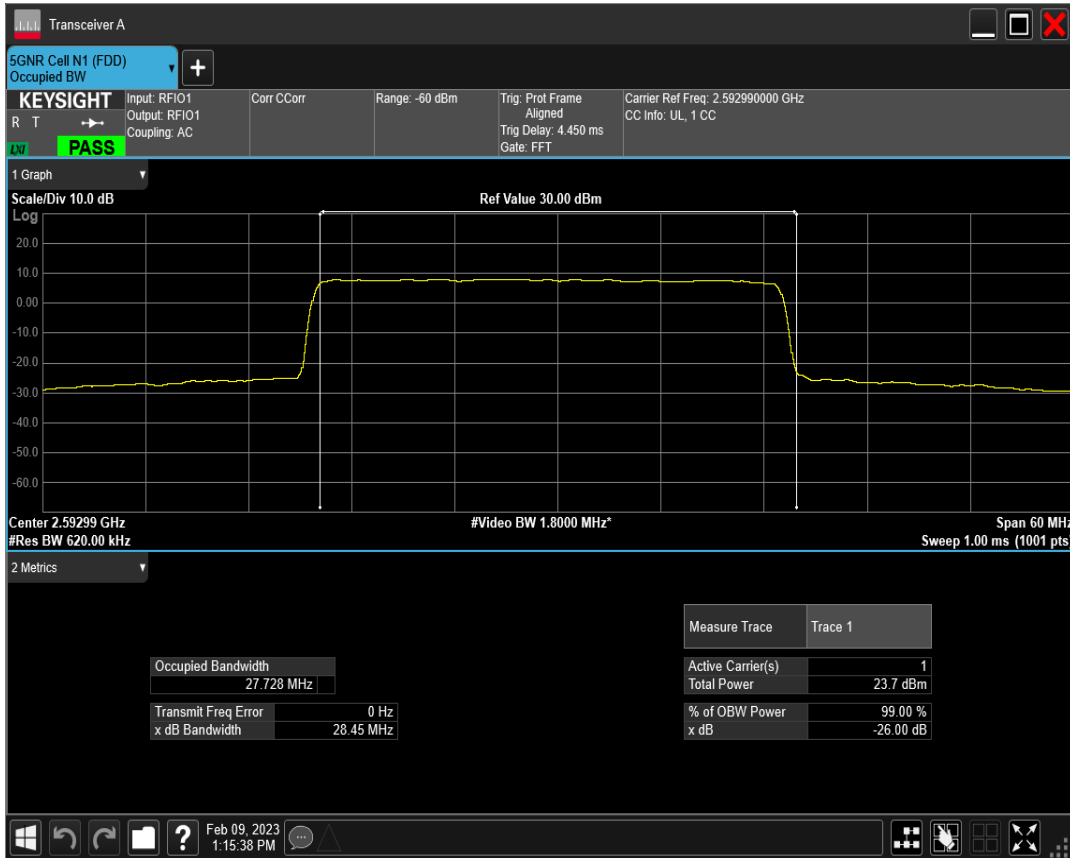 Transceiver A
5GNR Cell N1 (FDD)
Occupied BW
+
KEYSIGHT
R T
LXI
PASS
Input: RFIO1
Output: RFIO1
Coupling: AC
Corr CCorr
Range: -60 dBm
Trig: Prot Frame
Aligned
Trig Delay: 4.450 ms
Gate: FFT
Carrier Ref Freq: 2.592990000 GHz
CC Info: UL, 1 CC
1 Graph
Scale/Div 10.0 dB
Ref Value 30.00 dBm
Log
20.0
10.0
0.00
-10.0
-20.0
-30.0
-40.0
-50.0
-60.0
Center 2.59299 GHz
#Video BW 1.8000 MHz*
Span 60 MHz
#Res BW 620.00 kHz
Sweep 1.00 ms (1001 pts)
2 Metrics
Measure Trace Trace 1
Occupied Bandwidth
27.728 MHz
Active Carrier(s) 1
Total Power 23.7 dBm
Transmit Freq Error 0 Hz
x dB Bandwidth 28.45 MHz
% of OBW Power 99.00 %
x dB -26.00 dB
?
Feb 09, 2023
1:15:38 PM